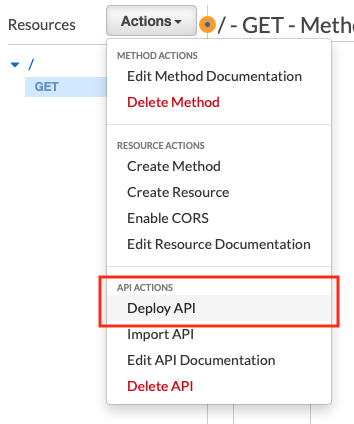 Resources
Actions
/ - GET - Metho
/
GET
METHOD ACTIONS
Edit Method Documentation
Delete Method
RESOURCE ACTIONS
Create Method
Create Resource
Enable CORS
Edit Resource Documentation
API ACTIONS
Deploy API
Import API
Edit API Documentation
Delete API